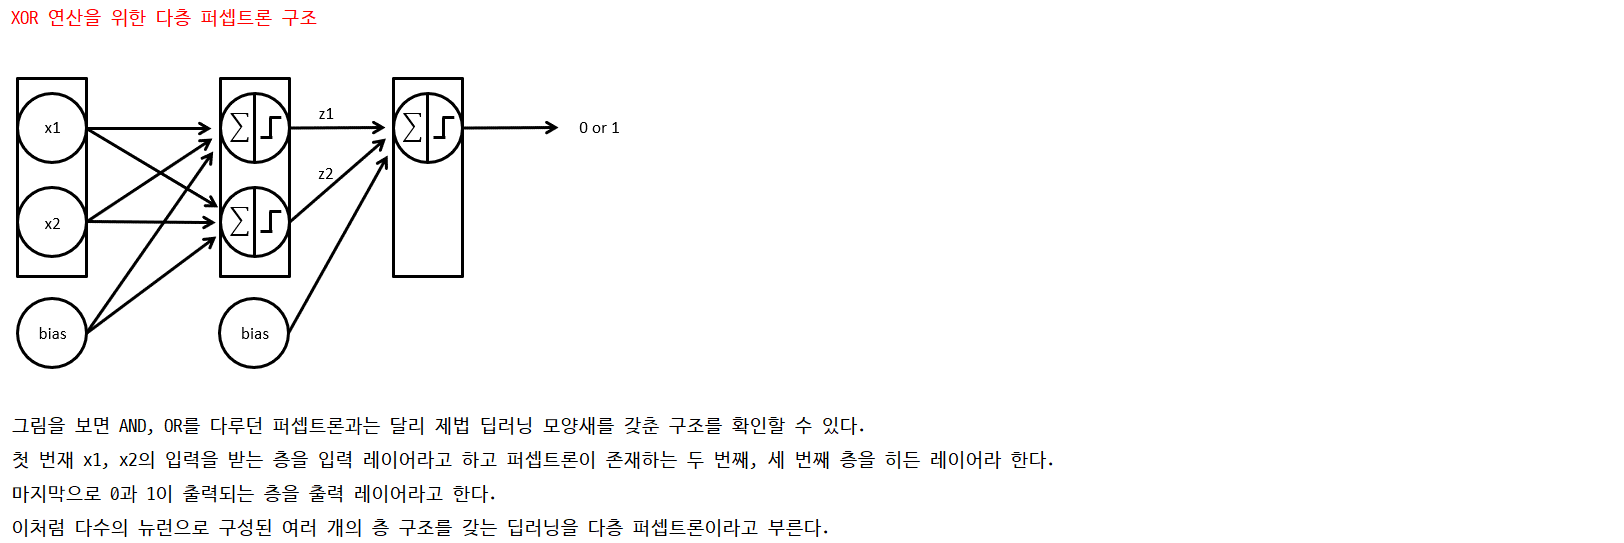 XOR 연산을 위한 다층 퍼셉트론 구조
x1
∑
z1
∑
0 or 1
x2
∑
z2
bias
bias
그림을 보면 AND, OR를 다루던 퍼셉트론과는 달리 제법 딥러닝 모양새를 갖춘 구조를 확인할 수 있다.
첫 번재 x1, x2의 입력을 받는 층을 입력 레이어라고 하고 퍼셉트론이 존재하는 두 번째, 세 번째 층을 히든 레이어라 한다.
마지막으로 0과 1이 출력되는 층을 출력 레이어라고 한다.
이처럼 다수의 뉴런으로 구성된 여러 개의 층 구조를 갖는 딥러닝을 다층 퍼셉트론이라고 부른다.